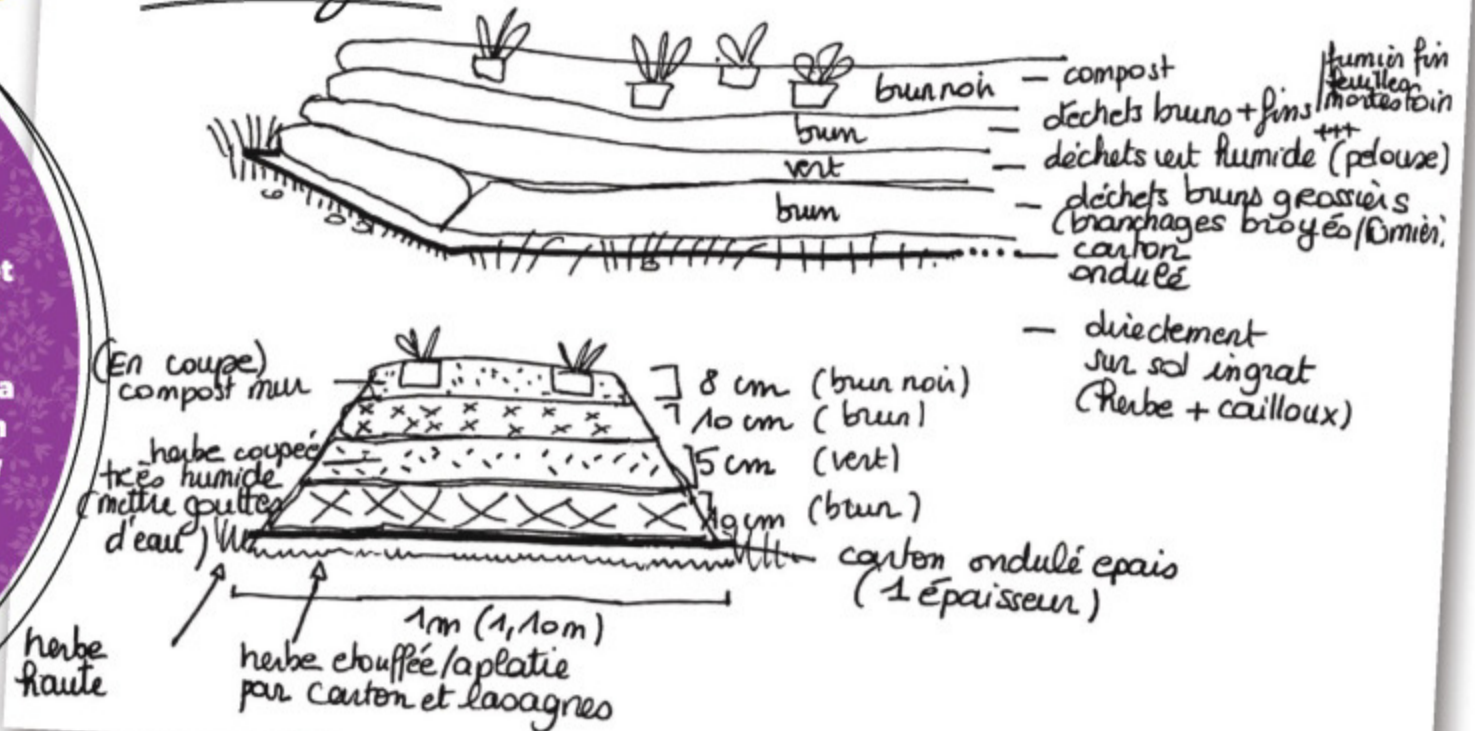 brun noir
— compost
fumier fin
feuilles
mortes foin
brun
— déchets bruns + fins
+++
vert
— déchets vert humide (pelouse)
brun
— déchets bruns grossiers
(branchages broyés/fumier)
carton
ondulé
— directement
sur sol ingrat
(herbe + cailloux)
(En coupe)
compost mur
8 cm (brun noir)
10 cm (brun)
herbe coupée
très humide
(mettre gouttes
d'eau)
5 cm (vert)
10 cm (brun)
carton ondulé epais
(1 épaisseur)
1m (1,10m)
herbe
haute
herbe etouffée/aplatie
par carton et lasagnes
t
a
n